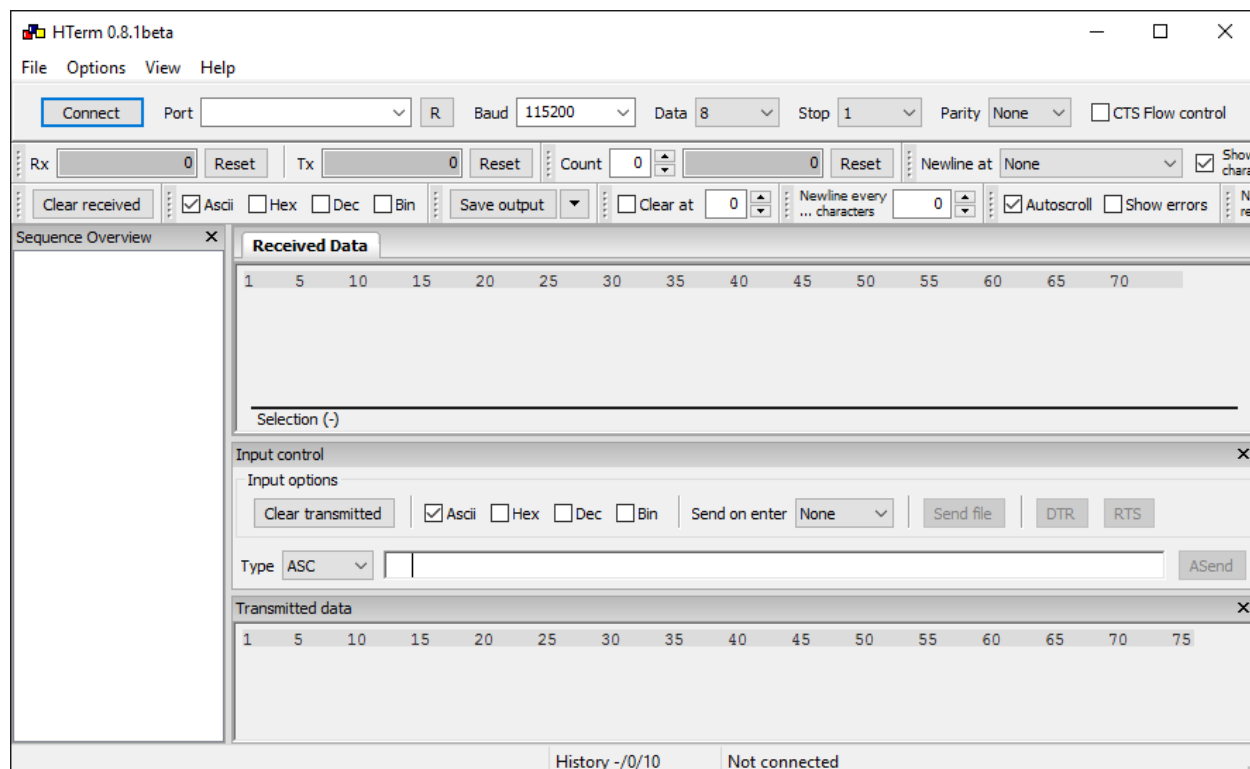 HTerm 0.8.1beta
File Options View Help
Connect Port R Baud 115200 Data 8 Stop 1 Parity None CTS Flow control
Rx 0 Reset Tx 0 Reset Count 0 0 Reset Newline at None
Clear received Ascii Hex Dec Bin Save output Clear at 0 Newline every
... characters 0 Autoscroll Show errors
Sequence Overview
Received Data
1 5 10 15 20 25 30 35 40 45 50 55 60 65 70
Selection (-)
Input control
Input options
Clear transmitted Ascii Hex Dec Bin Send on enter None Send file DTR RTS
Type ASC ASend
Transmitted data
1 5 10 15 20 25 30 35 40 45 50 55 60 65 70 75
History -/0/10 Not connected